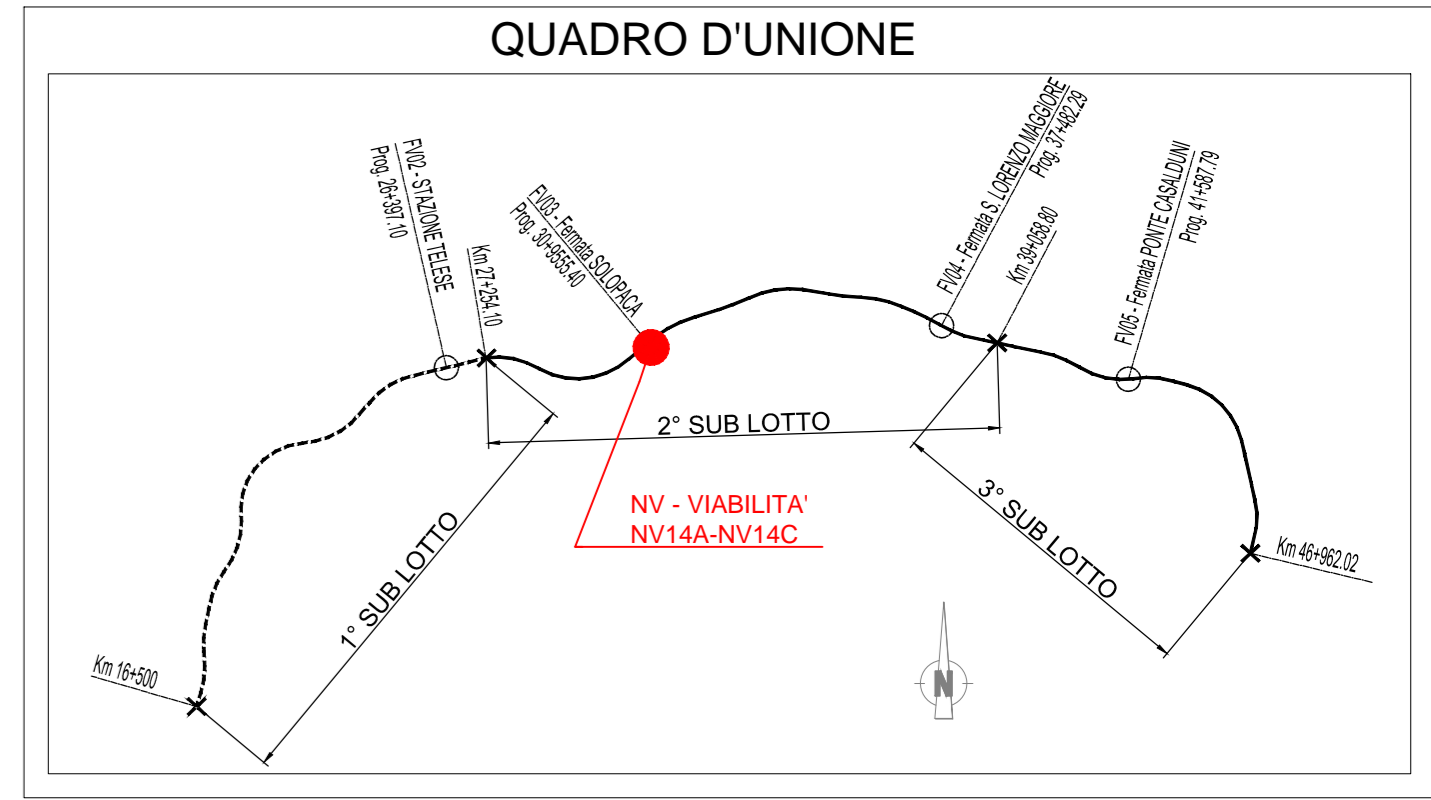 QUADRO D'UNIONE
FV02 - STAZIONE TELESE
Prog. 26+397.10
Km 27+254.10
FV03 - Fermata SOLOPACA
Prog. 30+9555.40
FV04 - Fermata S. LORENZO MAGGIORE
Prog. 37+482.29
Km 39+058.80
FV05 - Fermata PONTE CASALDUNI
Prog. 41+587.79
2° SUB LOTTO
1° SUB LOTTO
3° SUB LOTTO
NV - VIABILITA'
NV14A-NV14C
Km 46+962.02
Km 16+500
N